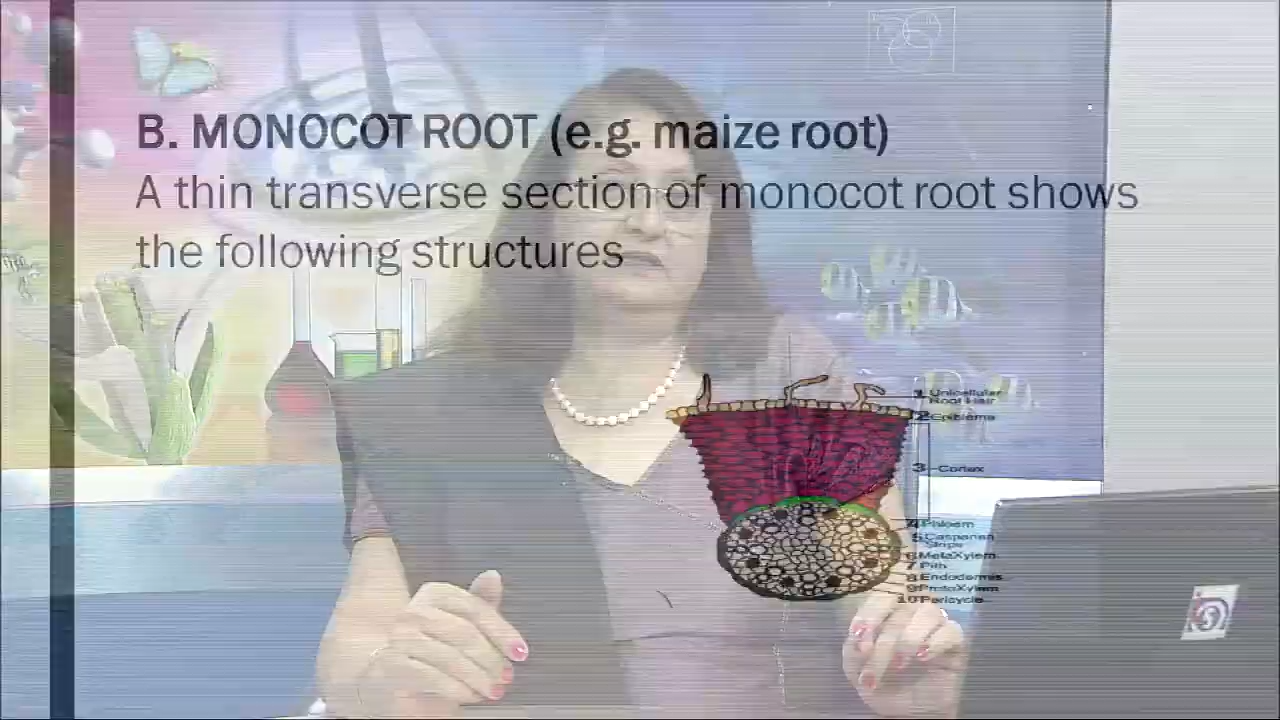 B. MONOCOT ROOT (e.g. maize root)
A thin transverse section of monocot root shows
the following structures
1 Unicellular
Root Hair
2 Epiblema
3 Cortex
4 Phloem
5 Casparian
Strips
6 MetaXylem
7 Pith
8 Endodermis
9 ProtoXylem
10 Pericycle